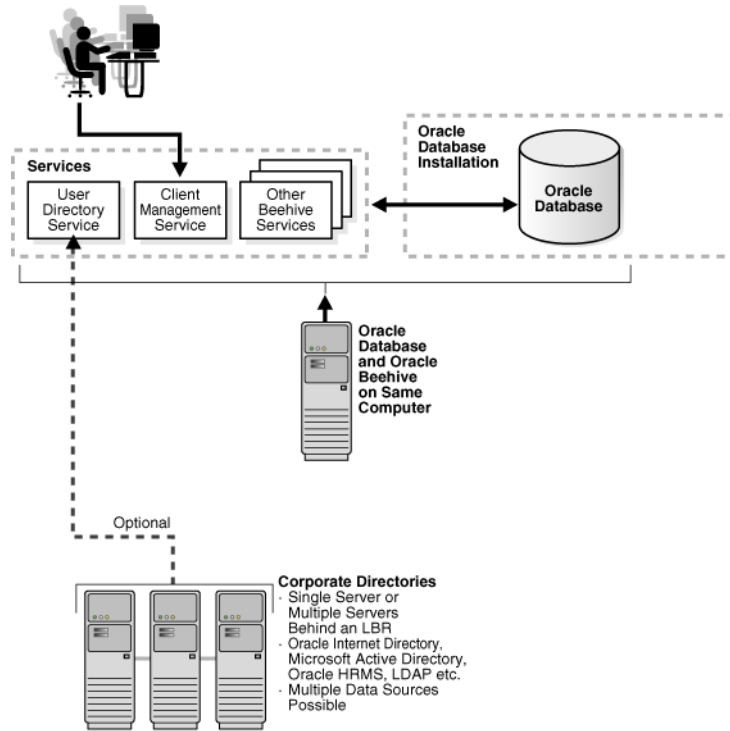 Services
User
Directory
Service
Client
Management
Service
Other
Beehive
Services
Oracle
Database
Installation
Oracle
Database
Oracle
Database
and Oracle
Beehive
on Same
Computer
Optional
Corporate Directories
· Single Server or
Multiple Servers
Behind an LBR
· Oracle Internet Directory,
Microsoft Active Directory,
Oracle HRMS, LDAP etc.
· Multiple Data Sources
Possible